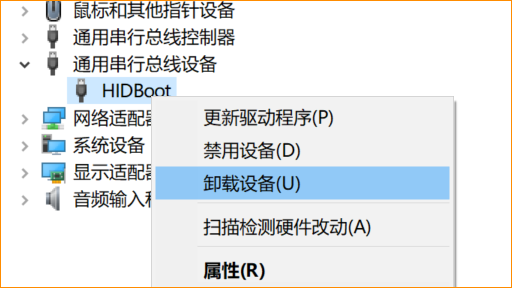 鼠标和其他指针设备
通用串行总线控制器
通用串行总线设备
HIDBoot
更新驱动程序(P)
网络适配
禁用设备(D)
系统设备
卸载设备(U)
显示适配
音频输入
扫描检测硬件改动(A)
属性(R)